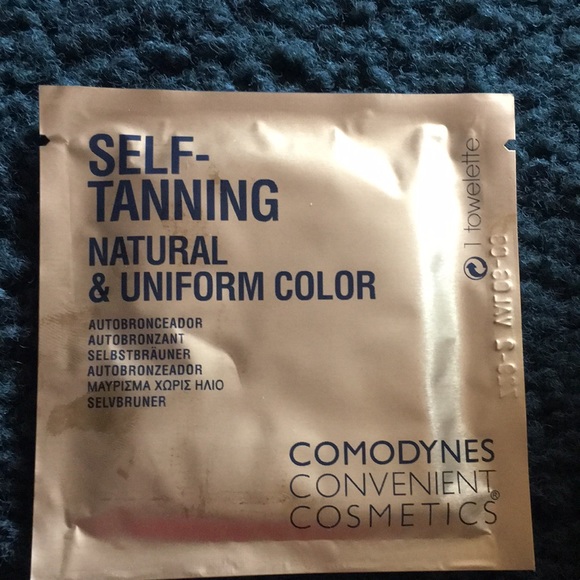 SELF-
TANNING
NATURAL
& UNIFORM COLOR
AUTOBRONCEADOR
AUTOBRONZANT
SELBSTBRÄUNER
AUTOBRONZEADOR
ΜΑΥΡΙΣΜΑ ΧΩΡΙΣ ΗΛΙΟ
SELVBRUNER
1 towelette
COMODYNES
CONVENIENT
COSMETICS®